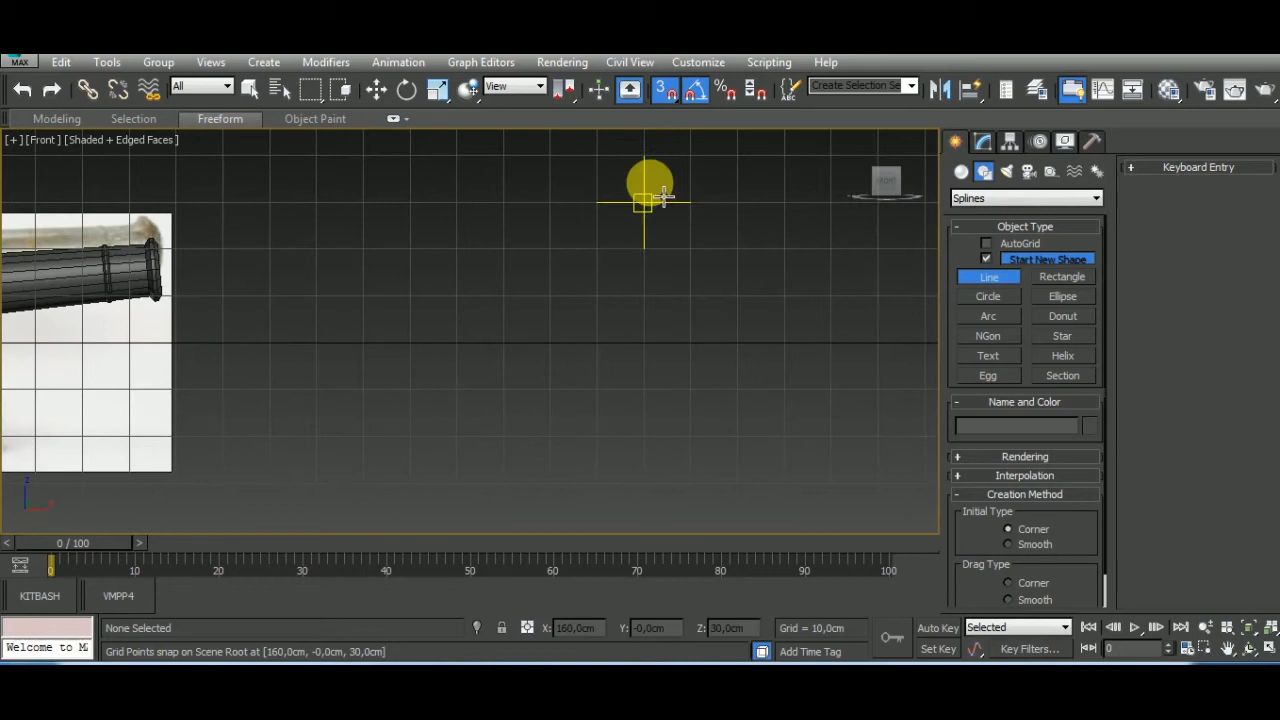 MAX Edit Tools Group Views Create Modifiers Animation Graph Editors Rendering Civil View Customize Scripting Help
All View 3 Create Selection Se
Modeling Selection Freeform Object Paint
[+] [Front] [Shaded + Edged Faces ]
FRONT
+ Keyboard Entry
Splines
- Object Type
AutoGrid
Start New Shape
Line Rectangle
Circle Ellipse
Arc Donut
NGon Star
Text Helix
Egg Section
- Name and Color
+ Rendering
+ Interpolation
- Creation Method
Initial Type
Corner
Smooth
Drag Type
Corner
Smooth
z
x
< 0 / 100 >
0 10 20 30 40 50 60 70 80 90 100
KITBASH VMPP4
None Selected X: 160,0cm Y: -0,0cm Z: 30,0cm Grid = 10,0cm Auto Key Selected
Welcome to M Grid Points snap on Scene Root at [160,0cm, -0,0cm, 30,0cm] Add Time Tag Set Key Key Filters... 0